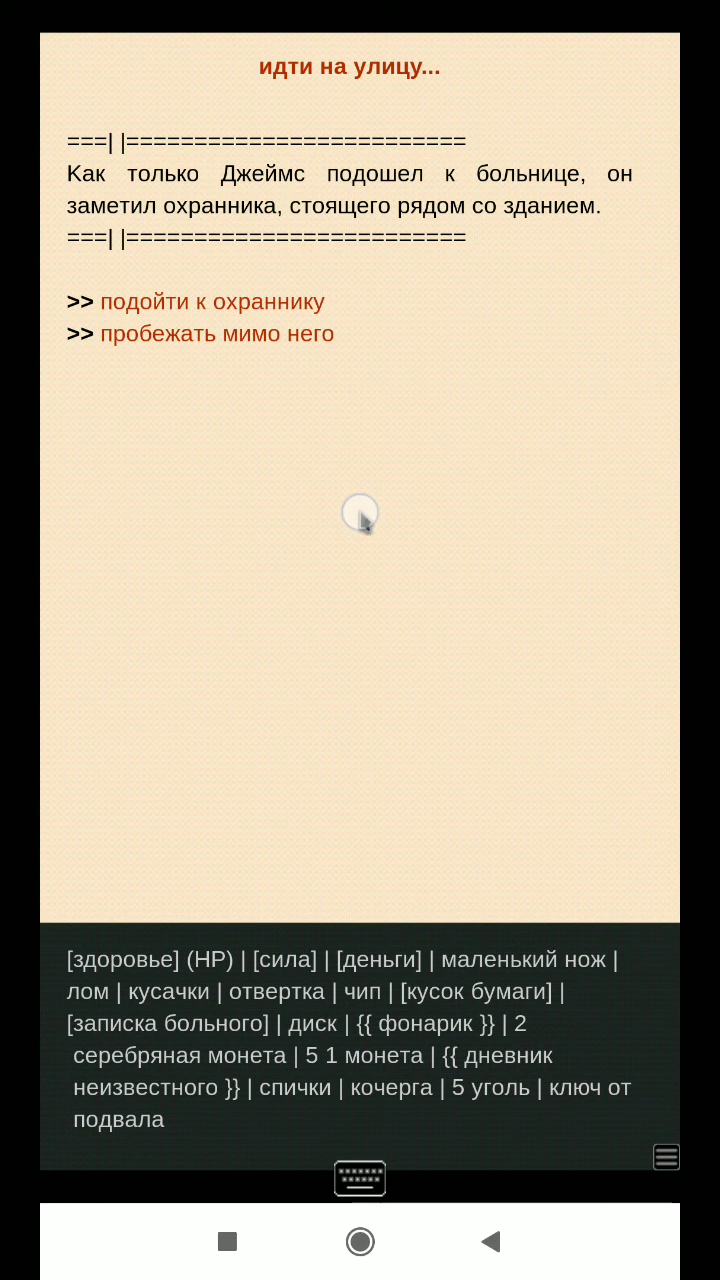 идти на улицу...
===| |=========================
Как только Джеймс подошел к больнице, он
заметил охранника, стоящего рядом со зданием.
===| |=========================
>> подойти к охраннику
>> пробежать мимо него
[здоровье] (HP) | [сила] | [деньги] | маленький нож |
лом | кусачки | отвертка | чип | [кусок бумаги] |
[записка больного] | диск | {{ фонарик }} | 2
серебряная монета | 5 1 монета | {{ дневник
неизвестного }} | спички | кочерга | 5 уголь | ключ от
подвала